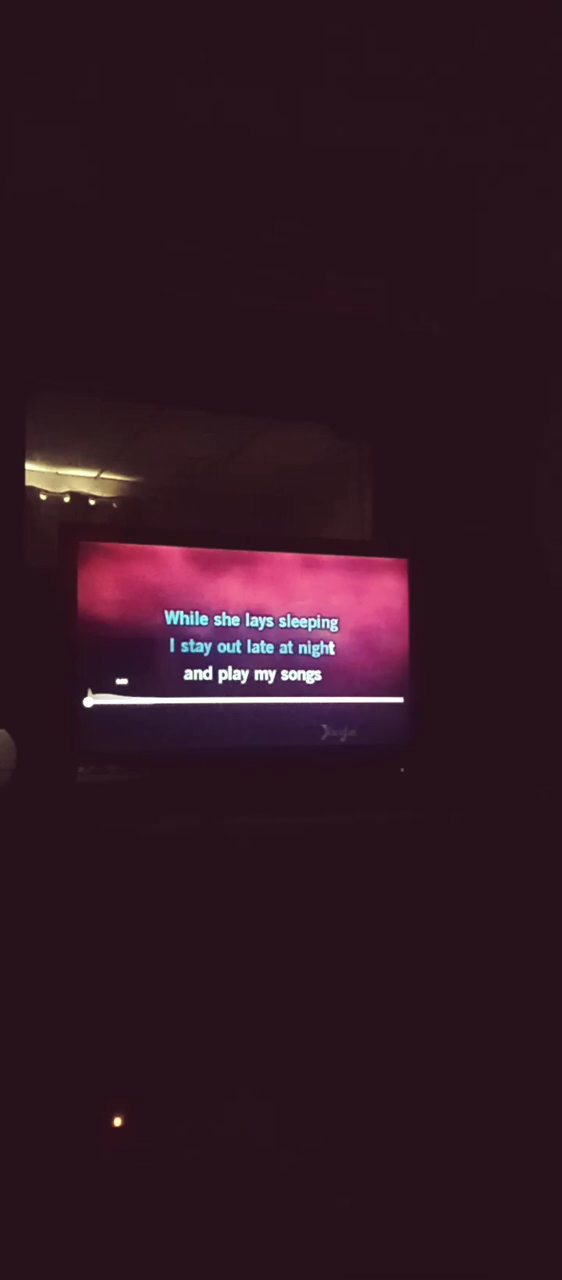 While she lays sleeping
I stay out late at night
and play my songs